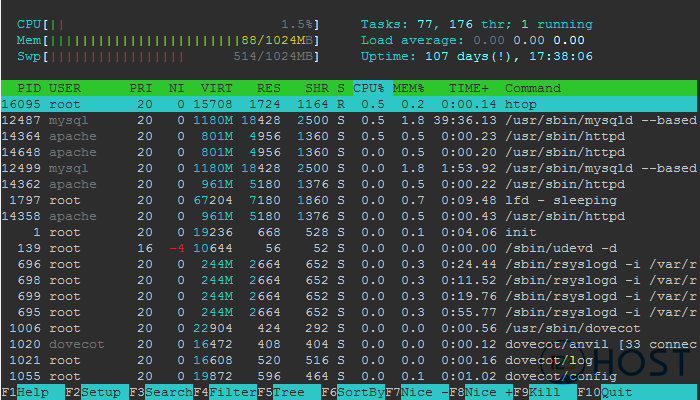 CPU[|| 1.5%] Tasks: 77, 176 thr; 1 running
Mem[||||||||||||||||||||||||88/1024MB] Load average: 0.00 0.00 0.00
Swp[||||||||||||||||| 514/1024MB] Uptime: 107 days(!), 17:38:06
PID USER PRI NI VIRT RES SHR S CPU% MEM% TIME+ Command
16095 root 20 0 15708 1724 1164 R 0.5 0.2 0:00.14 htop
12487 mysql 20 0 1180M 18428 2500 S 0.5 1.8 39:36.13 /usr/sbin/mysqld --based
14364 apache 20 0 801M 4956 1360 S 0.5 0.5 0:00.23 /usr/sbin/httpd
14648 apache 20 0 801M 4956 1360 S 0.0 0.5 0:00.20 /usr/sbin/httpd
12499 mysql 20 0 1180M 18428 2500 S 0.0 1.8 1:53.92 /usr/sbin/mysqld --based
14362 apache 20 0 961M 5180 1376 S 0.0 0.5 0:00.22 /usr/sbin/httpd
1797 root 20 0 67204 7180 1860 S 0.0 0.7 0:09.48 lfd - sleeping
14358 apache 20 0 961M 5180 1376 S 0.0 0.5 0:00.43 /usr/sbin/httpd
1 root 20 0 19236 668 528 S 0.0 0.1 0:04.06 init
139 root 16 -4 10644 56 52 S 0.0 0.0 0:00.00 /sbin/udevd -d
696 root 20 0 244M 2664 652 S 0.0 0.3 0:24.44 /sbin/rsyslogd -i /var/r
698 root 20 0 244M 2664 652 S 0.0 0.3 0:11.52 /sbin/rsyslogd -i /var/r
699 root 20 0 244M 2664 652 S 0.0 0.3 0:19.76 /sbin/rsyslogd -i /var/r
695 root 20 0 244M 2664 652 S 0.0 0.3 0:55.77 /sbin/rsyslogd -i /var/r
1006 root 20 0 22904 424 292 S 0.0 0.0 0:00.56 /usr/sbin/dovecot
1020 dovecot 20 0 16472 408 404 S 0.0 0.0 0:00.12 dovecot/anvil [33 connec
1021 root 20 0 16608 520 516 S 0.0 0.0 0:00.16 dovecot/log
1055 root 20 0 19872 596 464 S 0.0 0.1 0:01.02 dovecot/config
HOST
F1Help F2Setup F3SearchF4FilterF5Tree F6SortByF7Nice -F8Nice +F9Kill F10Quit